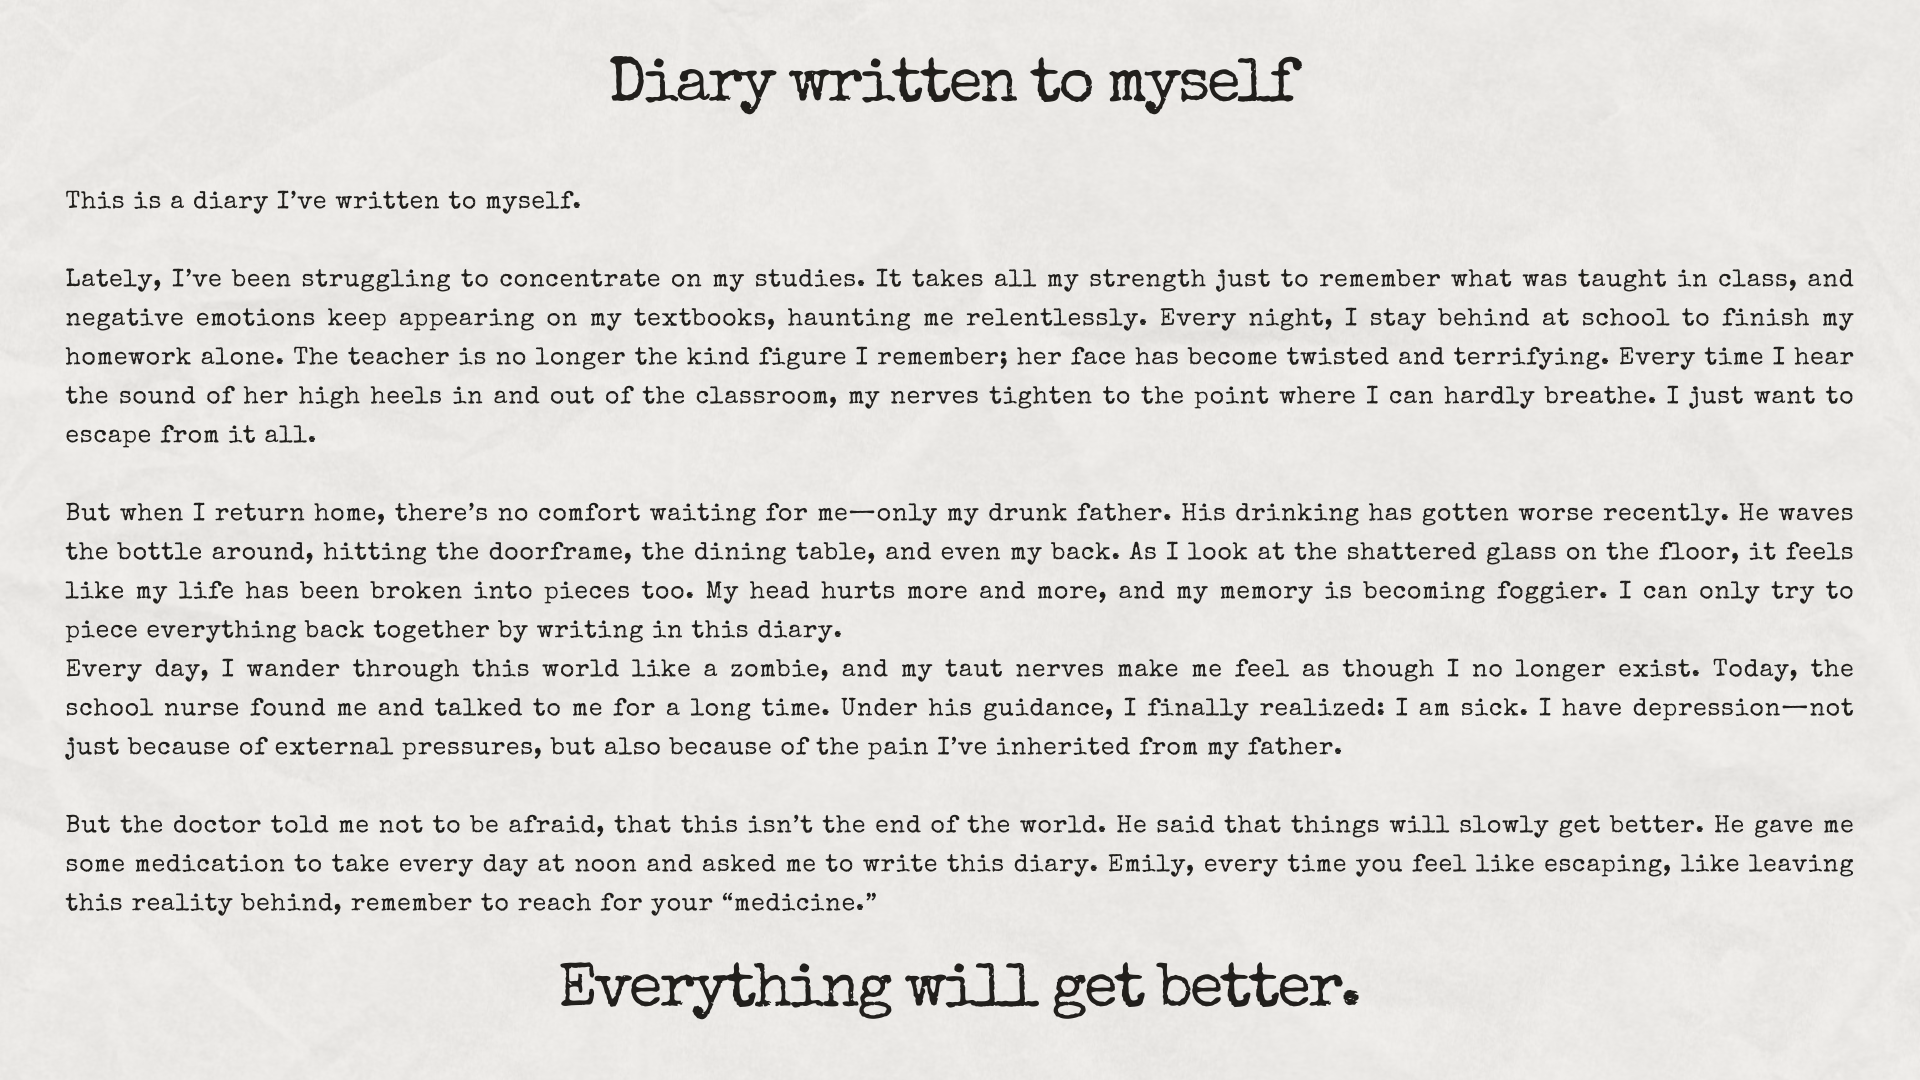 Diary written to myself
This is a diary I’ve written to myself.
Lately, I’ve been struggling to concentrate on my studies. It takes all my strength just to remember what was taught in class, and
negative emotions keep appearing on my textbooks, haunting me relentlessly. Every night, I stay behind at school to finish my
homework alone. The teacher is no longer the kind figure I remember; her face has become twisted and terrifying. Every time I hear
the sound of her high heels in and out of the classroom, my nerves tighten to the point where I can hardly breathe. I just want to
escape from it all.
But when I return home, there’s no comfort waiting for me—only my drunk father. His drinking has gotten worse recently. He waves
the bottle around, hitting the doorframe, the dining table, and even my back. As I look at the shattered glass on the floor, it feels
like my life has been broken into pieces too. My head hurts more and more, and my memory is becoming foggier. I can only try to
piece everything back together by writing in this diary.
Every day, I wander through this world like a zombie, and my taut nerves make me feel as though I no longer exist. Today, the
school nurse found me and talked to me for a long time. Under his guidance, I finally realized: I am sick. I have depression—not
just because of external pressures, but also because of the pain I’ve inherited from my father.
But the doctor told me not to be afraid, that this isn’t the end of the world. He said that things will slowly get better. He gave me
some medication to take every day at noon and asked me to write this diary. Emily, every time you feel like escaping, like leaving
this reality behind, remember to reach for your “medicine.”
Everything will get better.